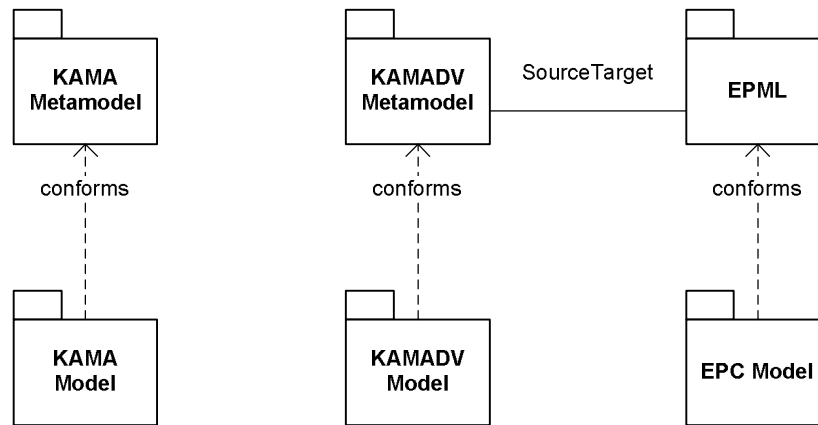 KAMA
Metamodel
KAMADV
Metamodel
SourceTarget
EPML
conforms
conforms
conforms
KAMA
Model
KAMADV
Model
EPC Model